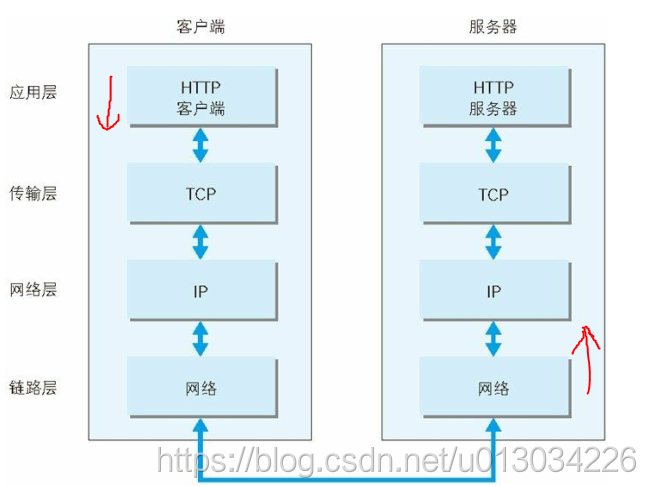 客户端
服务器
应用层
HTTP
客户端
HTTP
服务器
传输层
TCP
TCP
网络层
IP
IP
链路层
网络
网络
https://blog.csdn.net/u013034226